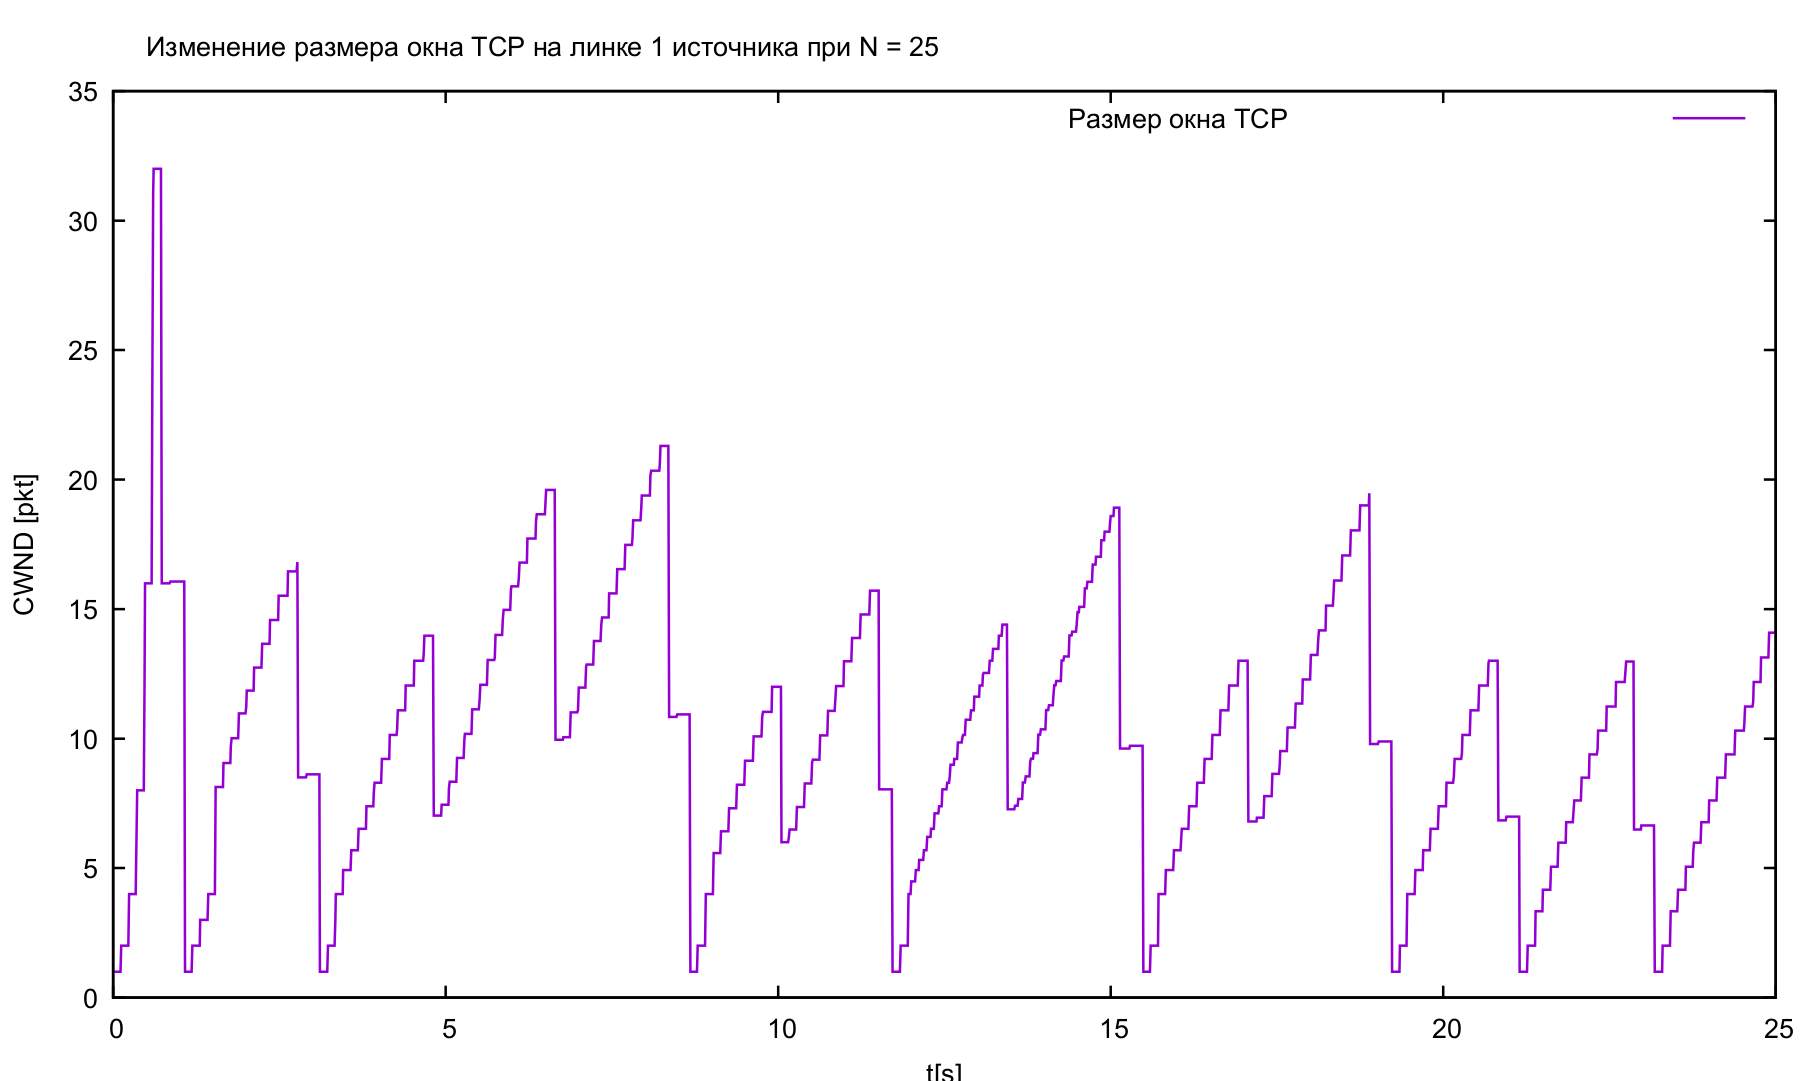 Изменение размера окна TCP на линке 1 источника при N = 25
Размер окна TCP
35
30
25
20
15
10
5
0
CWND [pkt]
0 5 10 15 20 25
t[s]